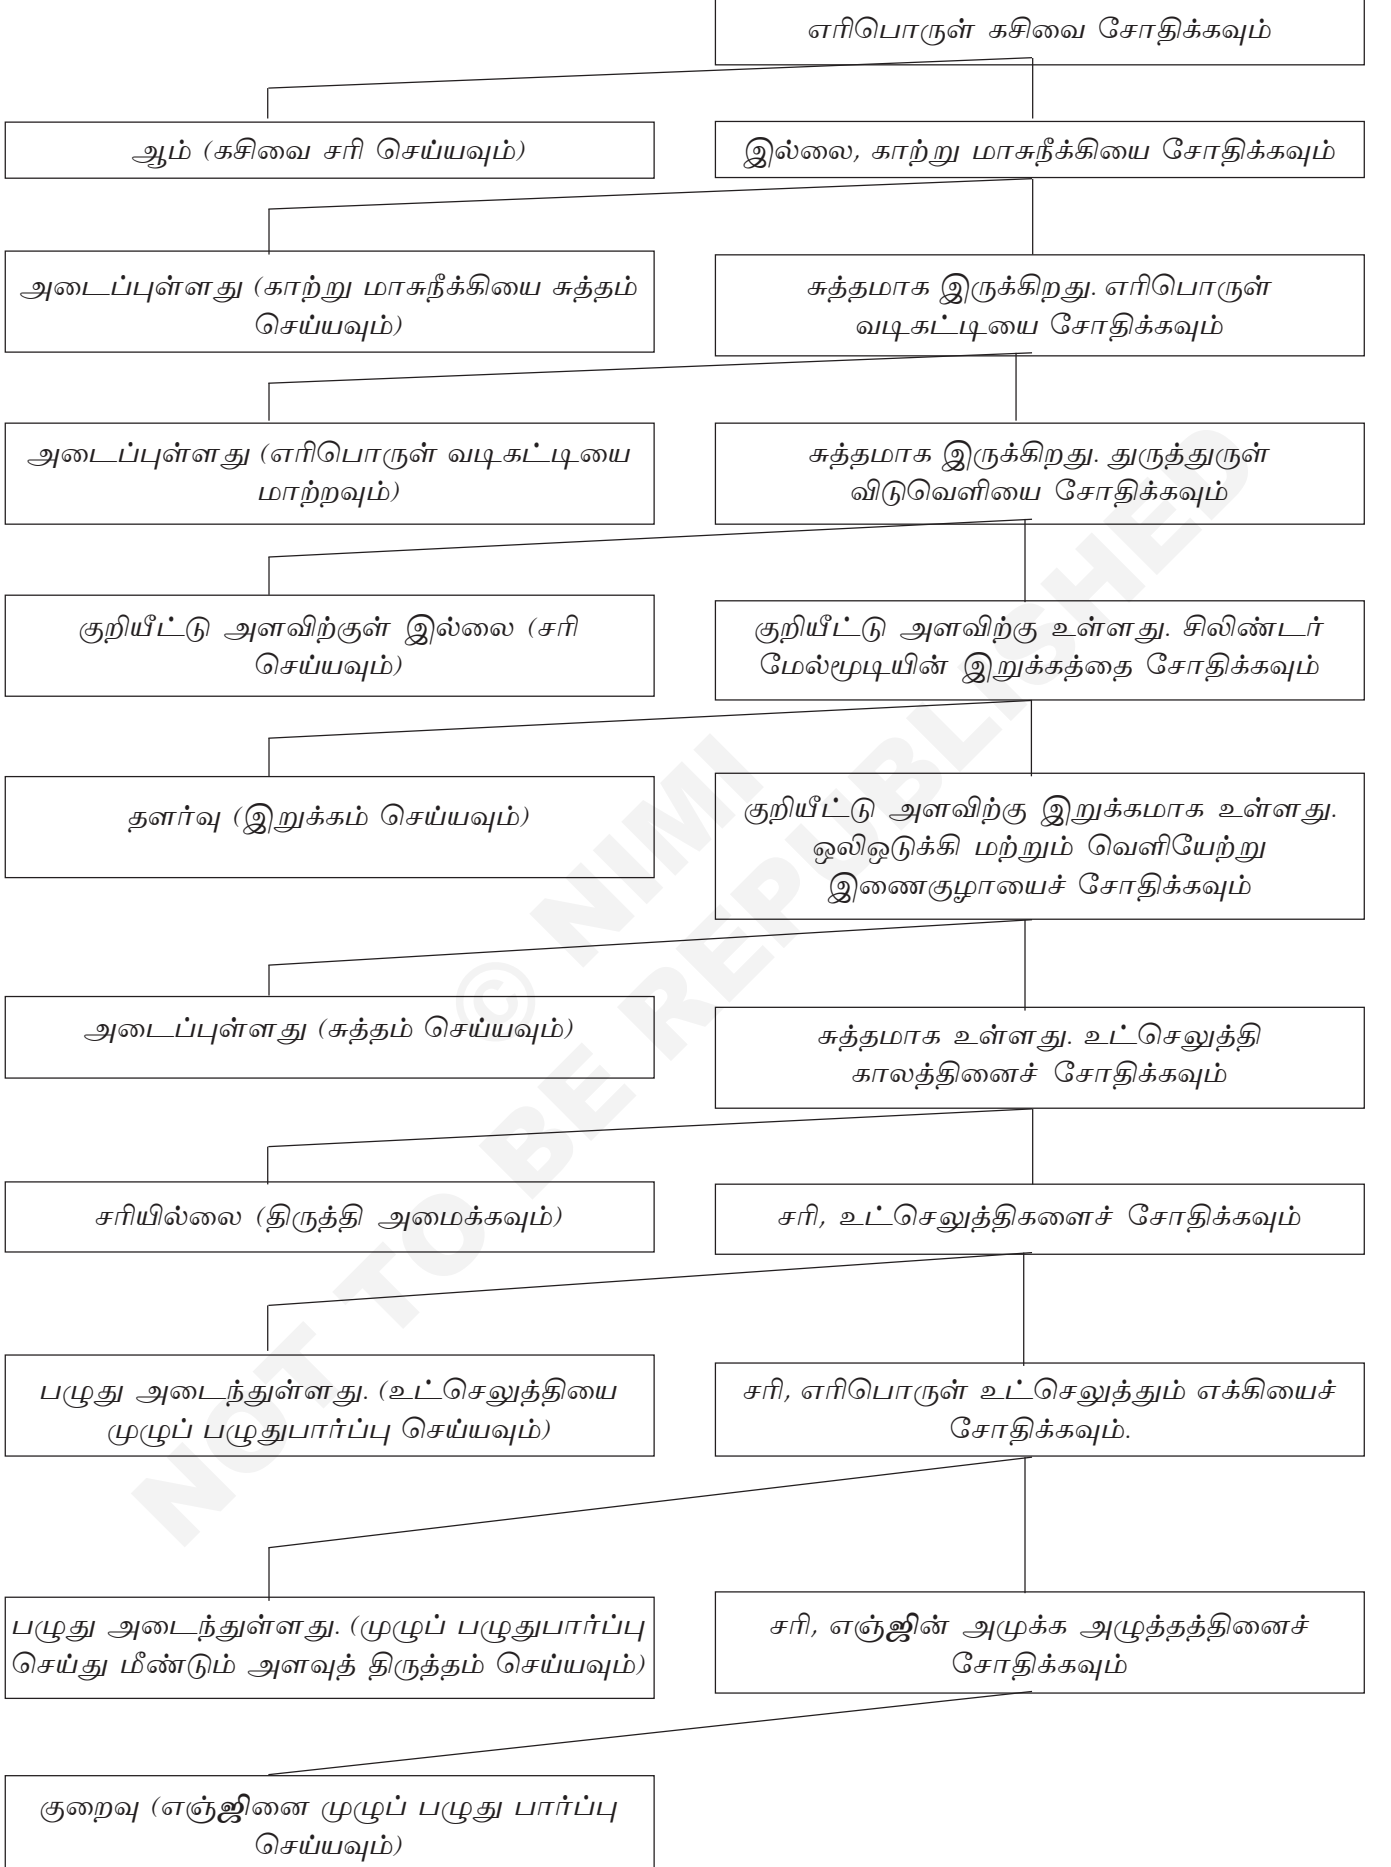 எரிபொருள் கசிவை சோதிக்கவும்
ஆம் (கசிவை சரி செய்யவும்)
இல்லை, காற்று மாசுநீக்கியை சோதிக்கவும்
அடைப்புள்ளது (காற்று மாசுநீக்கியை சுத்தம்
செய்யவும்)
சுத்தமாக இருக்கிறது. எரிபொருள்
வடிகட்டியை சோதிக்கவும்
அடைப்புள்ளது (எரிபொருள் வடிகட்டியை
மாற்றவும்)
சுத்தமாக இருக்கிறது. துருத்துருள்
விடுவெளியை சோதிக்கவும்
குறியீட்டு அளவிற்குள் இல்லை (சரி
செய்யவும்)
குறியீட்டு அளவிற்கு உள்ளது. சிலிண்டர்
மேல்மூடியின் இறுக்கத்தை சோதிக்கவும்
தளர்வு (இறுக்கம் செய்யவும்)
குறியீட்டு அளவிற்கு இறுக்கமாக உள்ளது.
ஒலிஒடுக்கி மற்றும் வெளியேற்று
இணைகுழாயைச் சோதிக்கவும்
அடைப்புள்ளது (சுத்தம் செய்யவும்)
சுத்தமாக உள்ளது. உட்செலுத்தி
காலத்தினைச் சோதிக்கவும்
சரியில்லை (திருத்தி அமைக்கவும்)
சரி, உட்செலுத்திகளைச் சோதிக்கவும்
பழுது அடைந்துள்ளது. (உட்செலுத்தியை
முழுப் பழுதுபார்ப்பு செய்யவும்)
சரி, எரிபொருள் உட்செலுத்தும் எக்கியைச்
சோதிக்கவும்.
பழுது அடைந்துள்ளது. (முழுப் பழுதுபார்ப்பு
செய்து மீண்டும் அளவுத் திருத்தம் செய்யவும்)
சரி, எஞ்ஜின் அமுக்க அழுத்தத்தினைச்
சோதிக்கவும்
குறைவு (எஞ்ஜினை முழுப் பழுது பார்ப்பு
செய்யவும்)
© NIMI
NOT TO BE REPUBLISHED